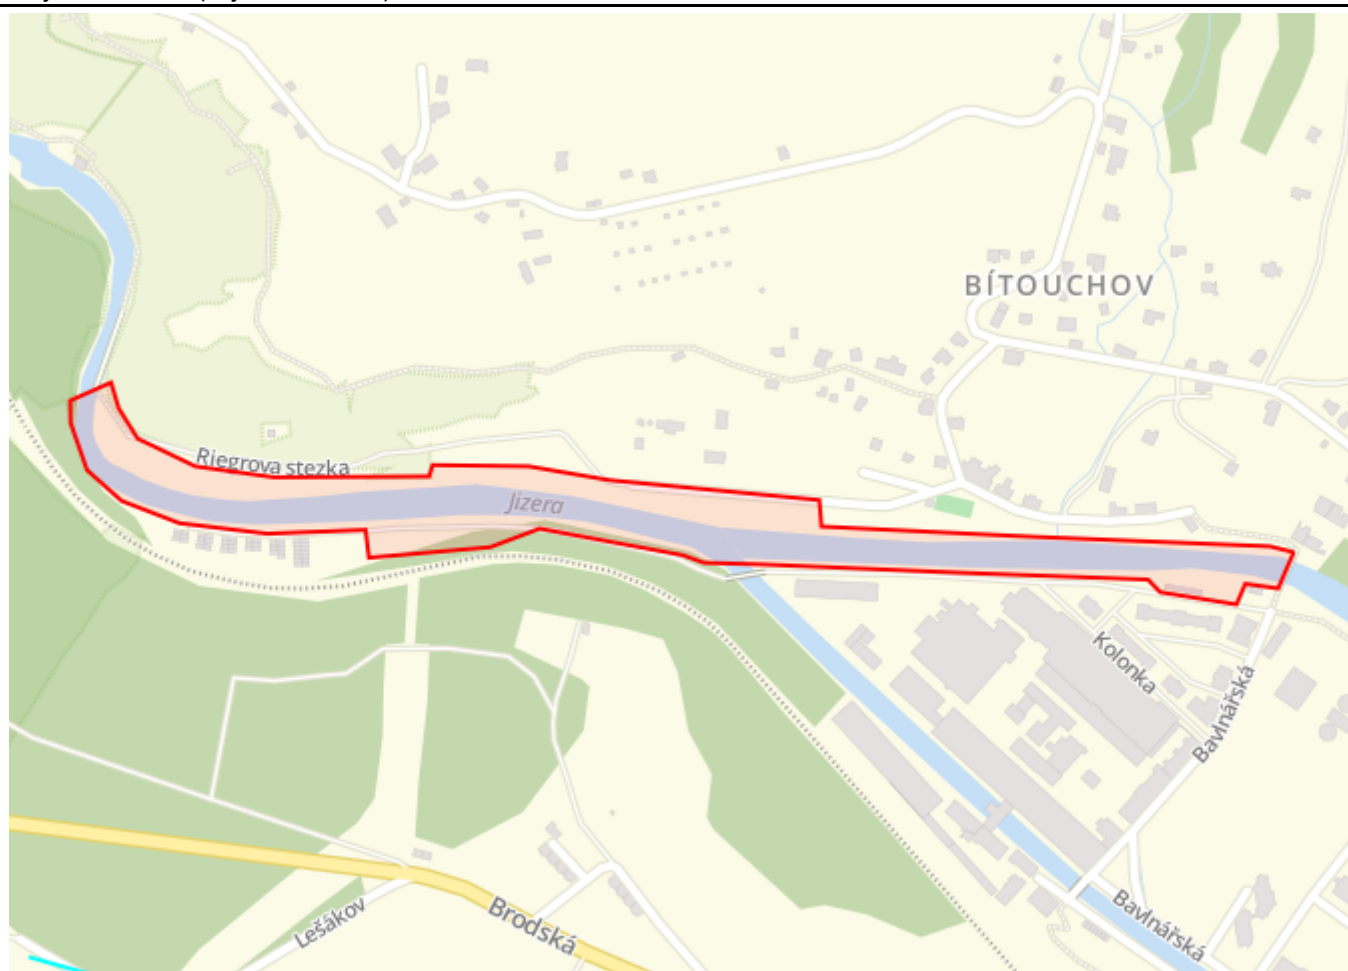 BÍTOUCHOV
Riegrova stezka
Jizera
Kolonka
Bavlnářská
Bavlnářská
Brodská
Lešákov